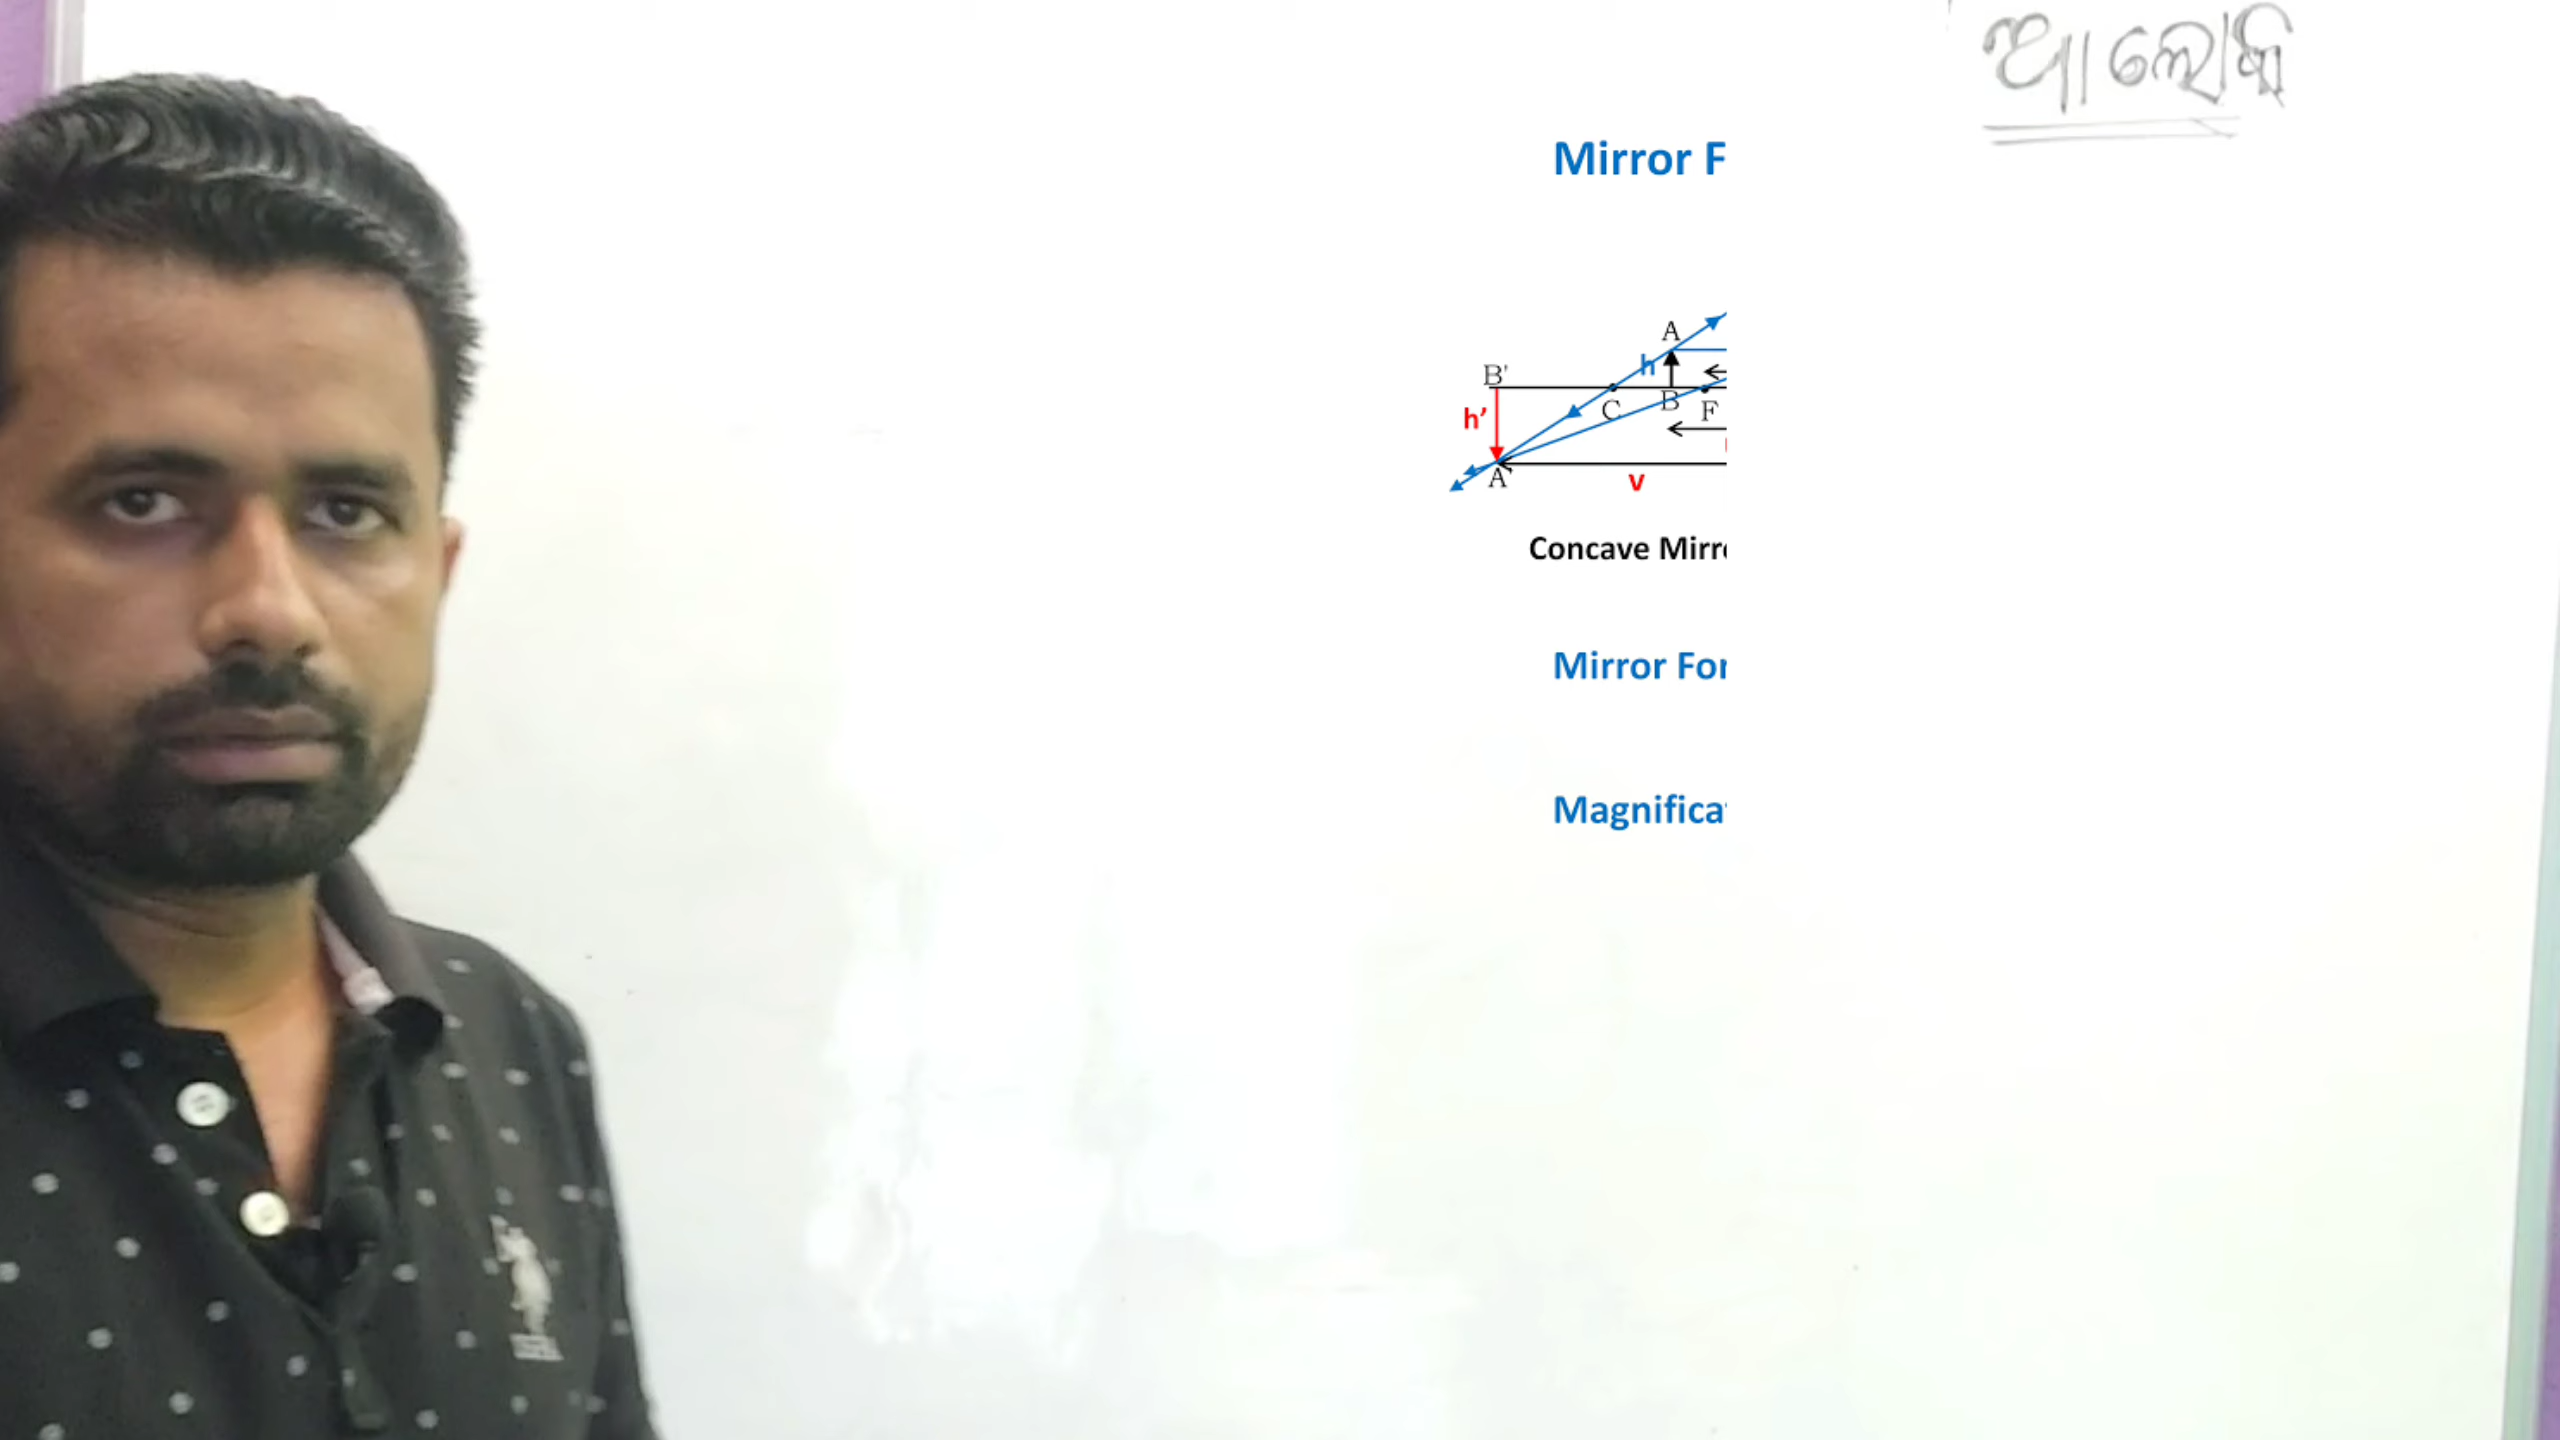 ଆଲୋକ
Mirror F
A
h
B'
C
B
F
h’
A'
v
Concave Mirr
Mirror For
Magnifica